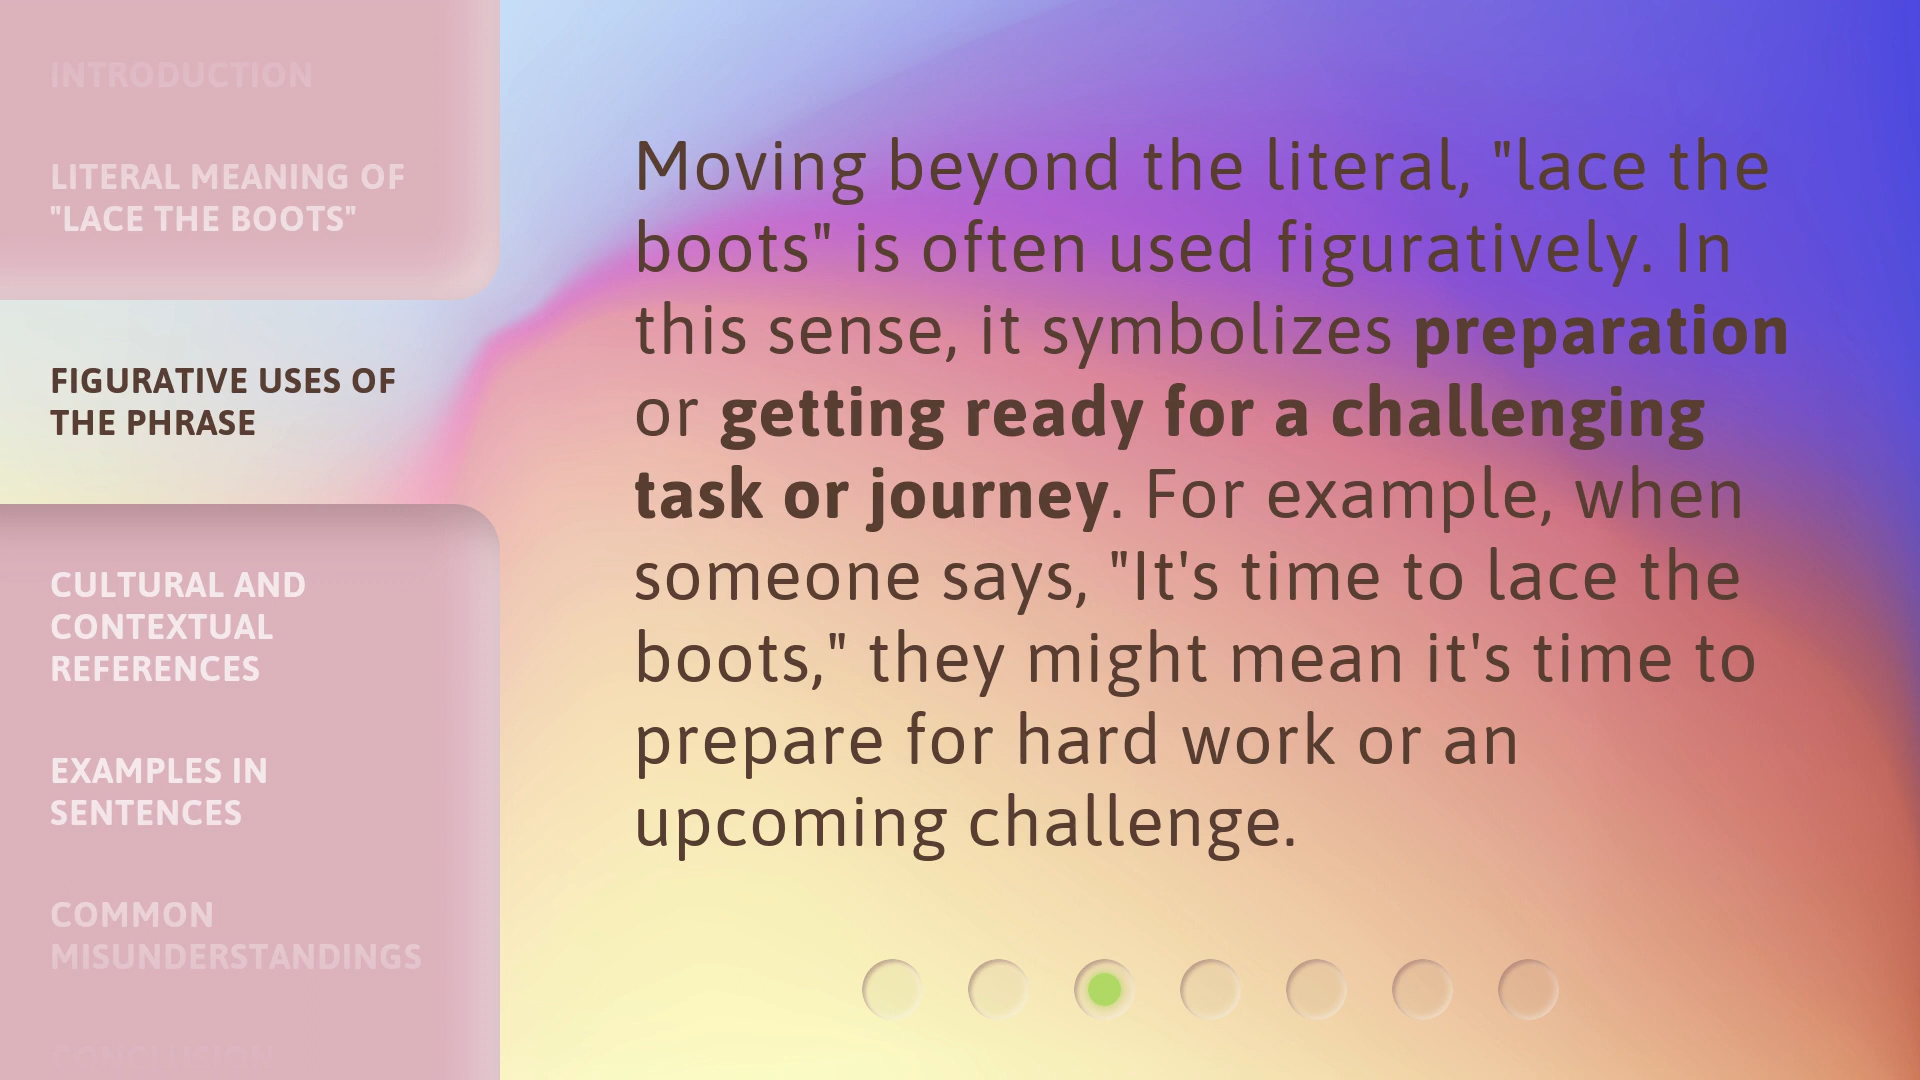 INTRODUCTION
LITERAL MEANING OF
"LACE THE BOOTS"
FIGURATIVE USES OF
THE PHRASE
CULTURAL AND
CONTEXTUAL
REFERENCES
EXAMPLES IN
SENTENCES
COMMON
MISUNDERSTANDINGS
CONCLUSION
Moving beyond the literal, "lace the
boots" is often used figuratively. In
this sense, it symbolizes preparation
or getting ready for a challenging
task or journey. For example, when
someone says, "It's time to lace the
boots," they might mean it's time to
prepare for hard work or an
upcoming challenge.